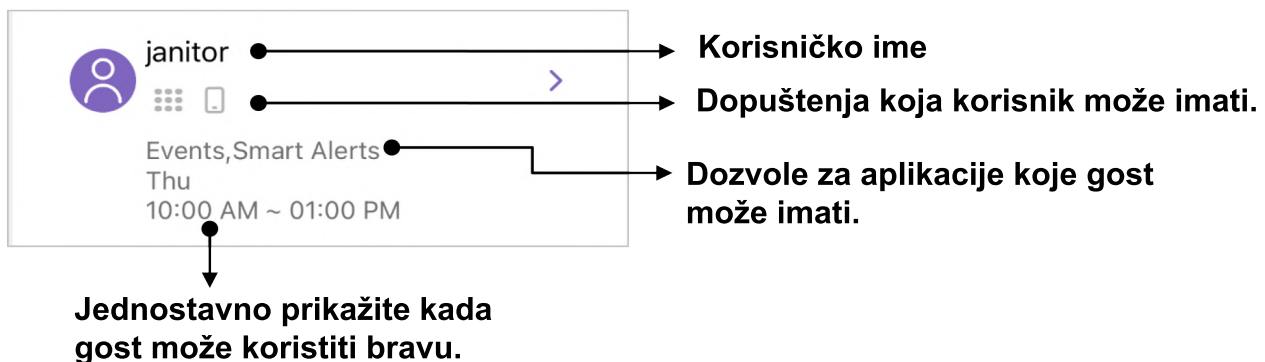 janitor
Korisničko ime
Dopuštenja koja korisnik može imati.
Events,Smart Alerts
Thu
10:00 AM ~ 01:00 PM
Dozvole za aplikacije koje gost
može imati.
Jednostavno prikažite kada
gost može koristiti bravu.